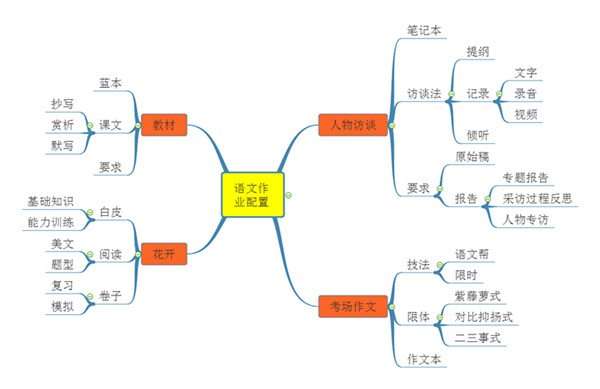 语文作
业配置
教材
蓝本
课文
抄写
赏析
默写
要求
花开
白皮
基础知识
能力训练
阅读
美文
题型
卷子
复习
模拟
人物访谈
笔记本
访谈法
提纲
记录
文字
录音
视频
倾听
要求
原始稿
报告
专题报告
采访过程反思
人物专访
考场作文
技法
语文帮
限时
限体
紫藤萝式
对比抑扬式
二三事式
作文本